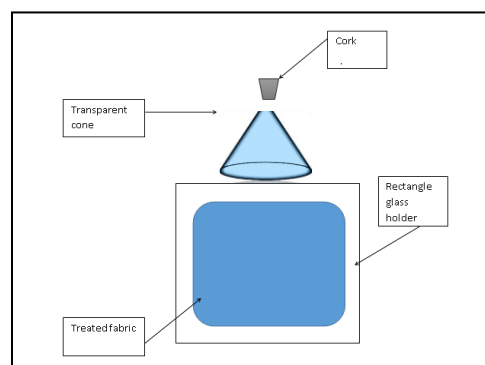 Cork
.
Transparent
cone
Rectangle
glass
holder
Treated fabric